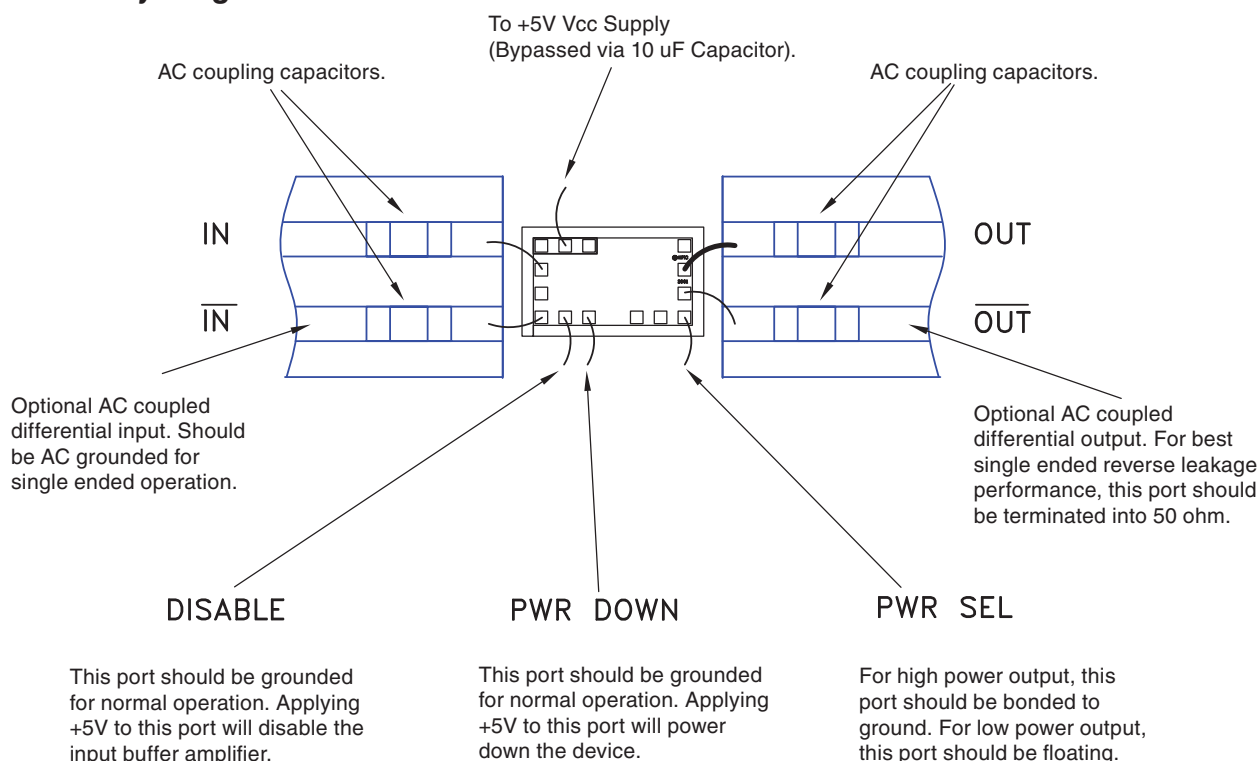 To +5V Vcc Supply
(Bypassed via 10 uF Capacitor).
AC coupling capacitors.
AC coupling capacitors.
IN
OUT
IN
OUT
Optional AC coupled
differential input. Should
be AC grounded for
single ended operation.
Optional AC coupled
differential output. For best
single ended reverse leakage
performance, this port should
be terminated into 50 ohm.
DISABLE
PWR DOWN
PWR SEL
This port should be grounded
for normal operation. Applying
+5V to this port will disable the
input buffer amplifier.
This port should be grounded
for normal operation. Applying
+5V to this port will power
down the device.
For high power output, this
port should be bonded to
ground. For low power output,
this port should be floating.